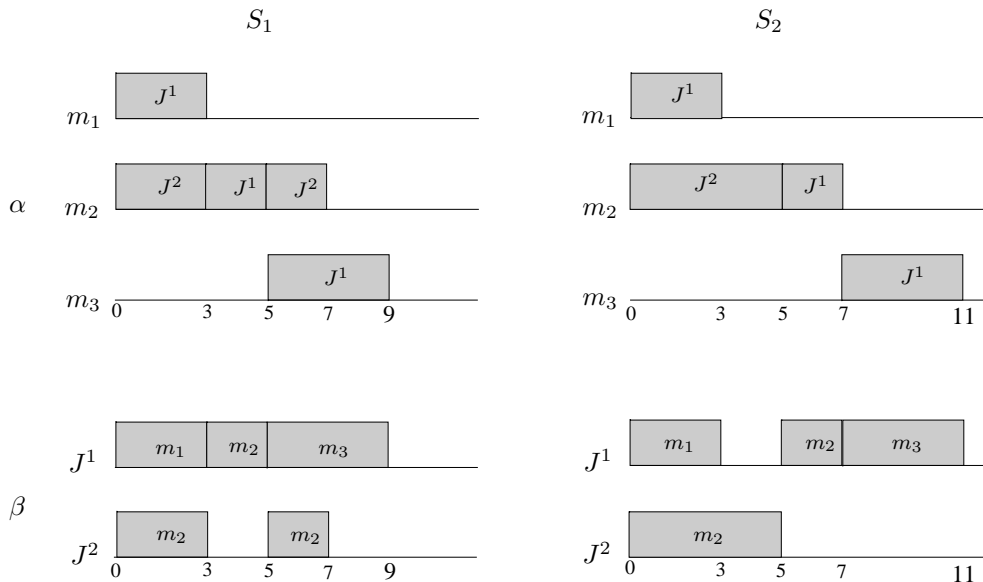 S₁ S₂
J¹ J¹
m₁ m₁
J² J¹ J² J² J¹
α m₂ m₂
J¹ J¹
m₃ m₃
0 3 5 7 9 0 3 5 7 11
m₁ m₂ m₃ m₁ m₂ m₃
J¹ J¹
β
m₂ m₂ m₂
J² J²
0 3 5 7 9 0 3 5 7 11